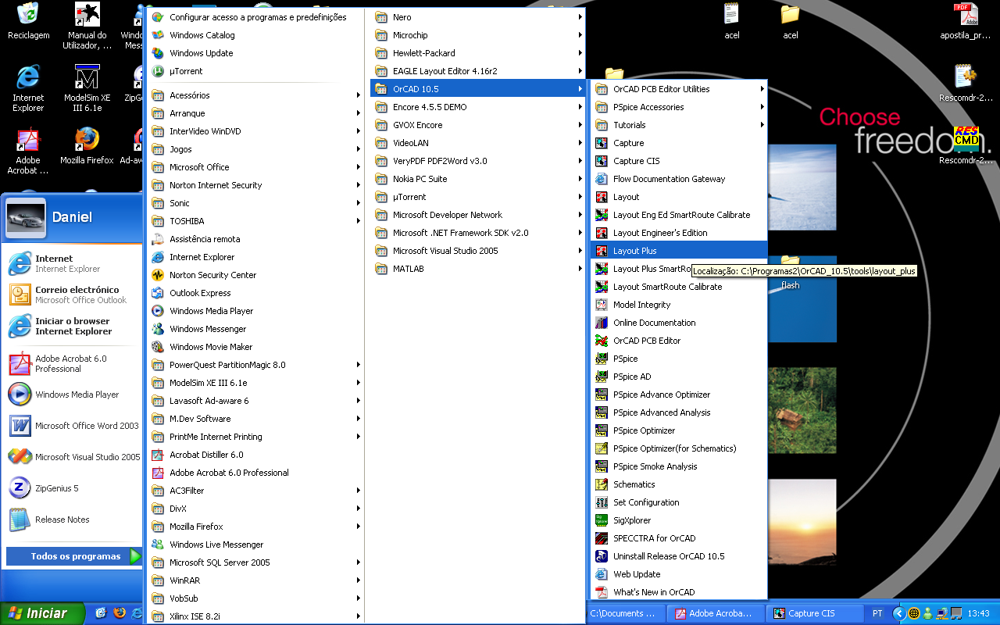 Reciclagem
Manual do
Utilizador, ...
Internet
Explorer
ModelSim XE
III 6.1e
Adobe
Acrobat ...
Mozilla Firefox
Daniel
Internet
Internet Explorer
Correio electrónico
Microsoft Office Outlook
Iniciar o browser
Internet Explorer
Adobe Acrobat 6.0
Professional
Windows Media Player
Microsoft Office Word 2003
Microsoft Visual Studio 2005
ZipGenius 5
Release Notes
Todos os programas
Configurar acesso a programas e predefinições
Windows Catalog
Windows Update
µTorrent
Acessórios
Arranque
InterVideo WinDVD
Jogos
Microsoft Office
Norton Internet Security
Sonic
TOSHIBA
Assistência remota
Internet Explorer
Norton Security Center
Outlook Express
Windows Media Player
Windows Messenger
Windows Movie Maker
PowerQuest PartitionMagic 8.0
ModelSim XE III 6.1e
Lavasoft Ad-aware 6
M.Dev Software
PrintMe Internet Printing
Acrobat Distiller 6.0
Adobe Acrobat 6.0 Professional
AC3Filter
DivX
Mozilla Firefox
Windows Live Messenger
Microsoft SQL Server 2005
WinRAR
VobSub
Xilinx ISE 8.2i
Nero
Microchip
Hewlett-Packard
EAGLE Layout Editor 4.16r2
OrCAD 10.5
Encore 4.5.5 DEMO
GVOX Encore
VideoLAN
VeryPDF PDF2Word v3.0
Nokia PC Suite
µTorrent
Microsoft Developer Network
Microsoft .NET Framework SDK v2.0
Microsoft Visual Studio 2005
MATLAB
OrCAD PCB Editor Utilities
PSpice Accessories
Tutorials
Capture
Capture CIS
Flow Documentation Gateway
Layout
Layout Eng Ed SmartRoute Calibrate
Layout Engineer's Edition
Layout Plus
Layout Plus SmartRo
Localização: C:\Programas2\OrCAD_10.5\tools\layout_plus
Layout SmartRoute Calibrate
Model Integrity
Online Documentation
OrCAD PCB Editor
PSpice
PSpice AD
PSpice Advance Optimizer
PSpice Advanced Analysis
PSpice Optimizer
PSpice Optimizer(for Schematics)
PSpice Smoke Analysis
Schematics
Set Configuration
SigXplorer
SPECCTRA for OrCAD
Uninstall Release OrCAD 10.5
Web Update
What's New in OrCAD
acel
acel
apostila_pr...
Rescomdr-2...
RES
CMD
Rescomdr-2...
Choose
freedom.
flash
Iniciar
C:\Documents ...
Adobe Acroba...
Capture CIS
PT
13:43